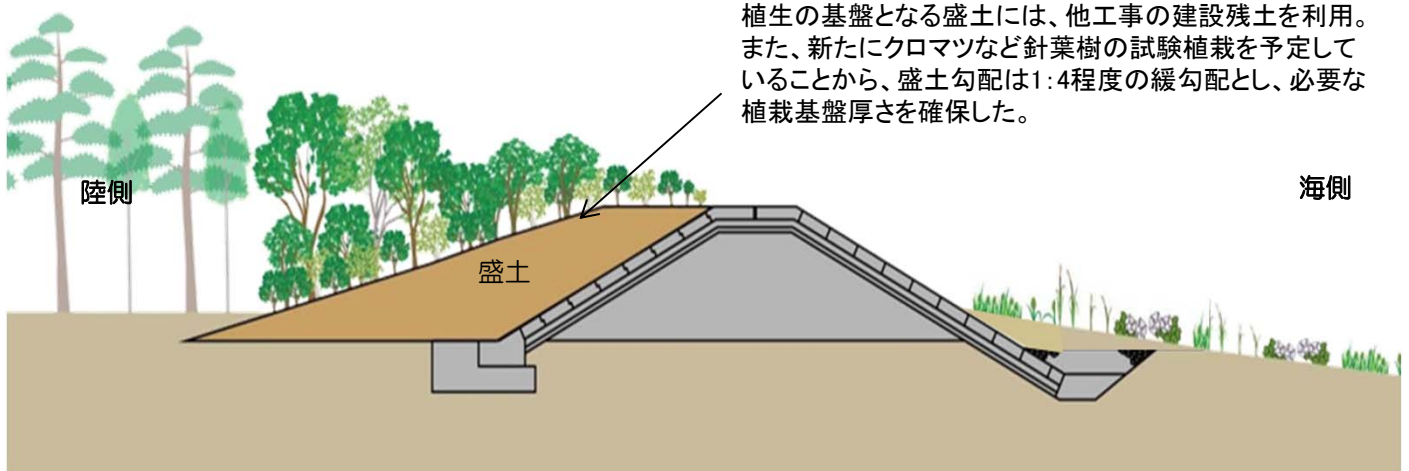 植生の基盤となる盛土には、他工事の建設残土を利用。
また、新たにクロマツなど針葉樹の試験植栽を予定して
いることから、盛土勾配は1:4程度の緩勾配とし、必要な
植栽基盤厚さを確保した。
陸側
海側
盛土